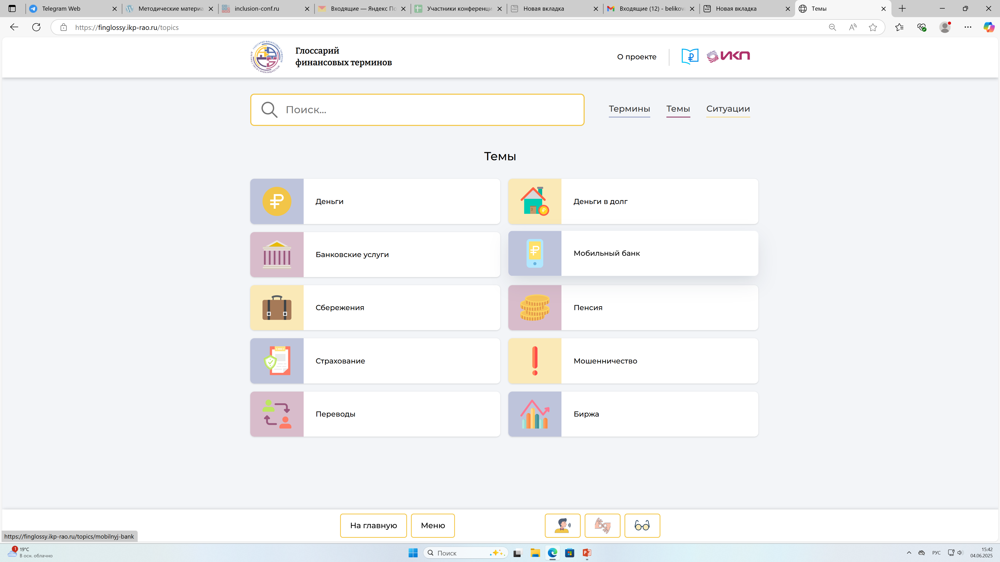 Telegram Web
Методические материа
inclusion-conf.ru
Входящие — Яндекс По
Участники конференци
Новая вкладка
Входящие (12) - belikova
Новая вкладка
Темы
https://finglossy.ikp-rao.ru/topics
Глоссарий
финансовых терминов
О проекте
ИКП
Поиск...
Термины
Темы
Ситуации
Темы
Деньги
Деньги в долг
Банковские услуги
Мобильный банк
Сбережения
Пенсия
Страхование
Мошенничество
Переводы
Биржа
На главную
Меню
https://finglossy.ikp-rao.ru/topics/mobilnyj-bank
1
19°C
В осн. облачно
Поиск
РУС
15:42
04.06.2025